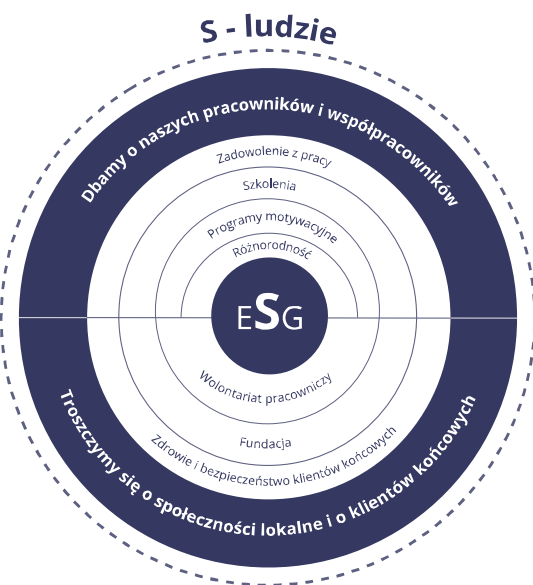 S - ludzie
Dbamy o naszych pracowników i współpracowników
Zadowolenie z pracy
Szkolenia
Programy motywacyjne
Różnorodność
ESG
Wolontariat pracowniczy
Fundacja
Zdrowie i bezpieczeństwo klientów końcowych
Troszczymy się o społeczności lokalne i o klientów końcowych